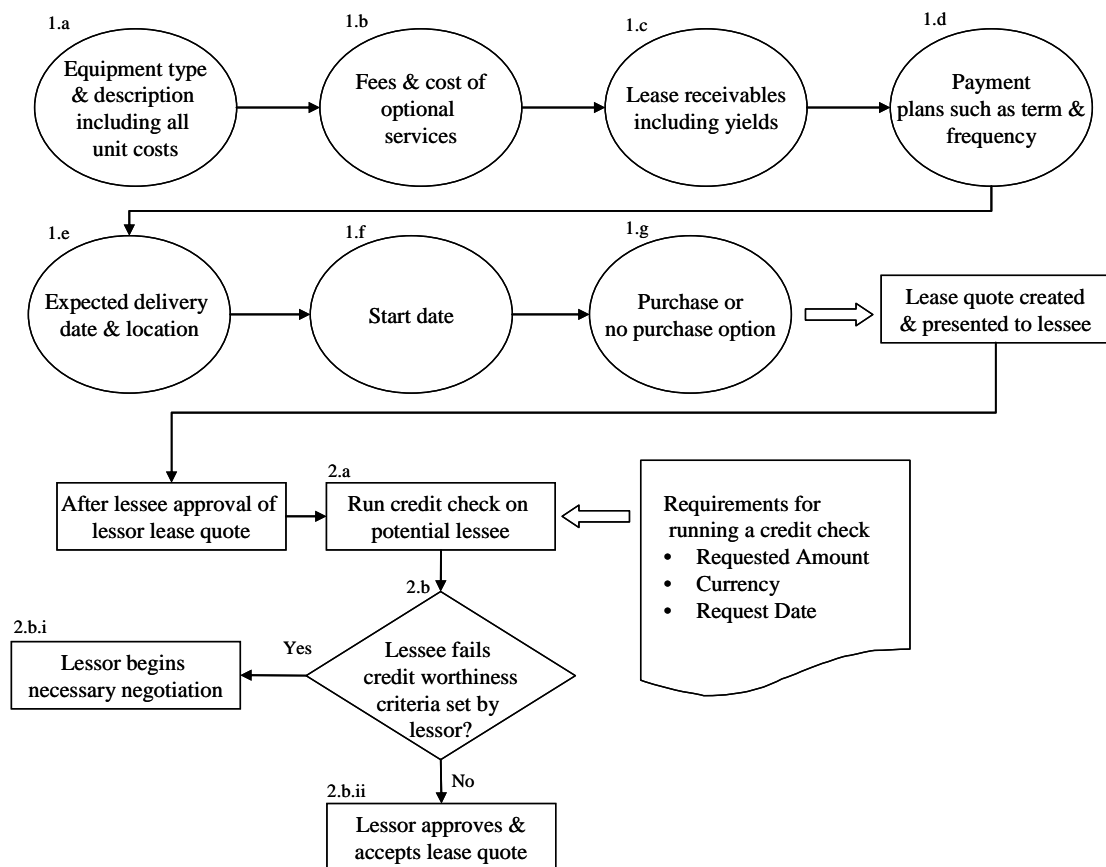 1.a
Equipment type
& description
including all
unit costs
1.b
Fees & cost of
optional
services
1.c
Lease receivables
including yields
1.d
Payment
plans such as term &
frequency
1.e
Expected delivery
date & location
1.f
Start date
1.g
Purchase or
no purchase option
Lease quote created
& presented to lessee
After lessee approval of
lessor lease quote
2.a
Run credit check on
potential lessee
Requirements for
running a credit check
• Requested Amount
• Currency
• Request Date
2.b
Lessee fails
credit worthiness
criteria set by
lessor?
Yes
2.b.i
Lessor begins
necessary negotiation
No
2.b.ii
Lessor approves &
accepts lease quote